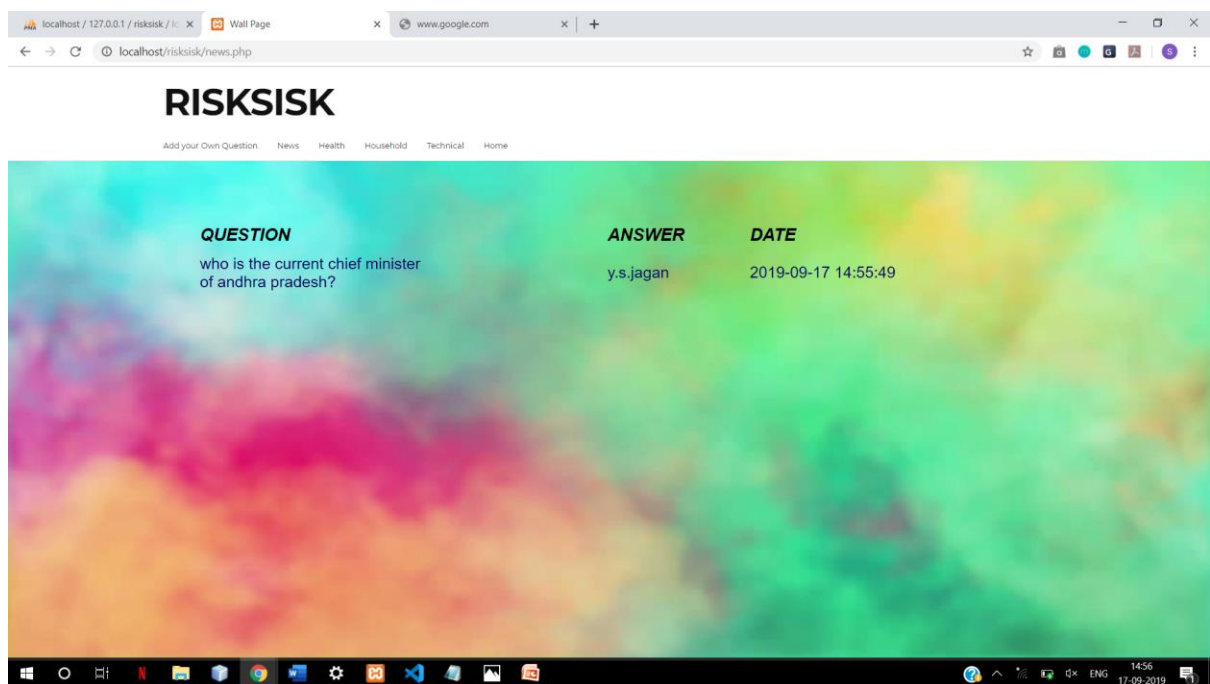 localhost / 127.0.0.1 / risksisk / lo
Wall Page
www.google.com
localhost/risksisk/news.php
RISKSISK
Add your Own Question News Health Household Technical Home
QUESTION ANSWER DATE
who is the current chief minister
of andhra pradesh?
y.s.jagan 2019-09-17 14:55:49
ENG
14:56
17-09-2019